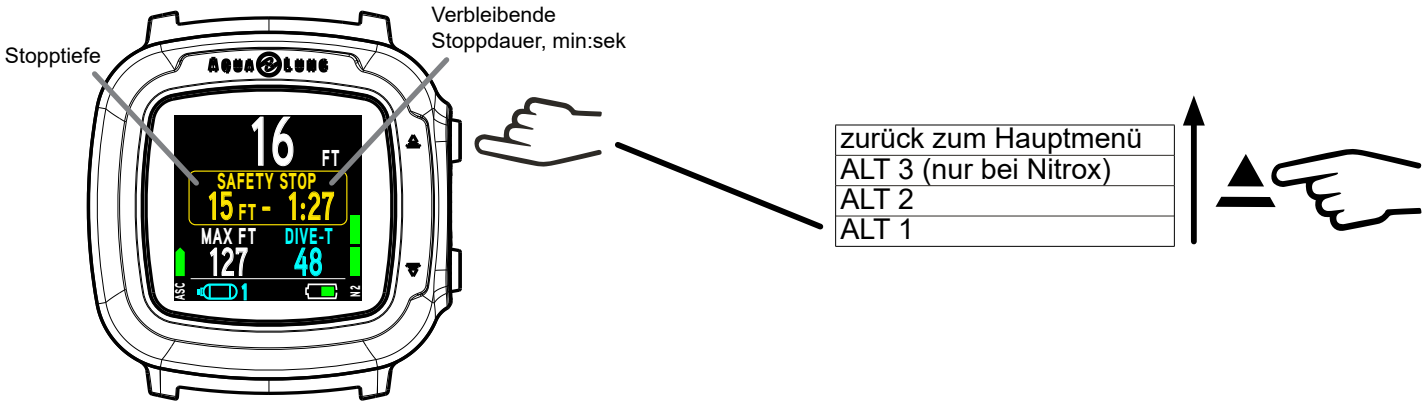 Stopptiefe
Verbleibende
Stoppdauer, min:sek
AQUA LUNG
16 FT
SAFETY STOP
15 FT - 1:27
MAX FT DIVE-T
127 48
ASC 1 N2
zurück zum Hauptmenü
ALT 3 (nur bei Nitrox)
ALT 2
ALT 1